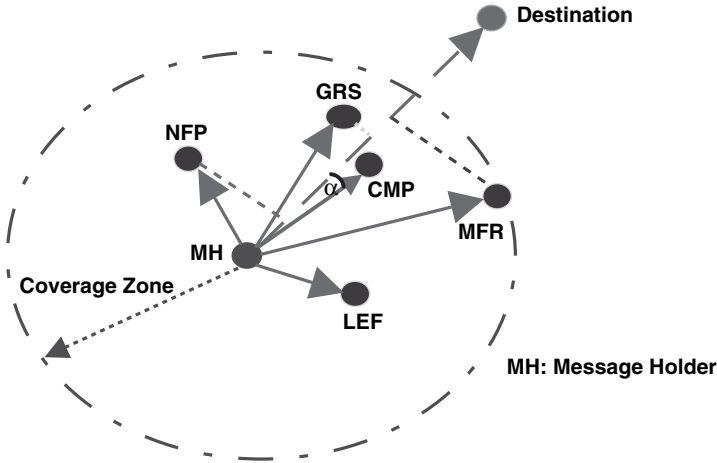 Destination
GRS
NFP
α
CMP
MFR
MH
Coverage Zone
LEF
MH: Message Holder